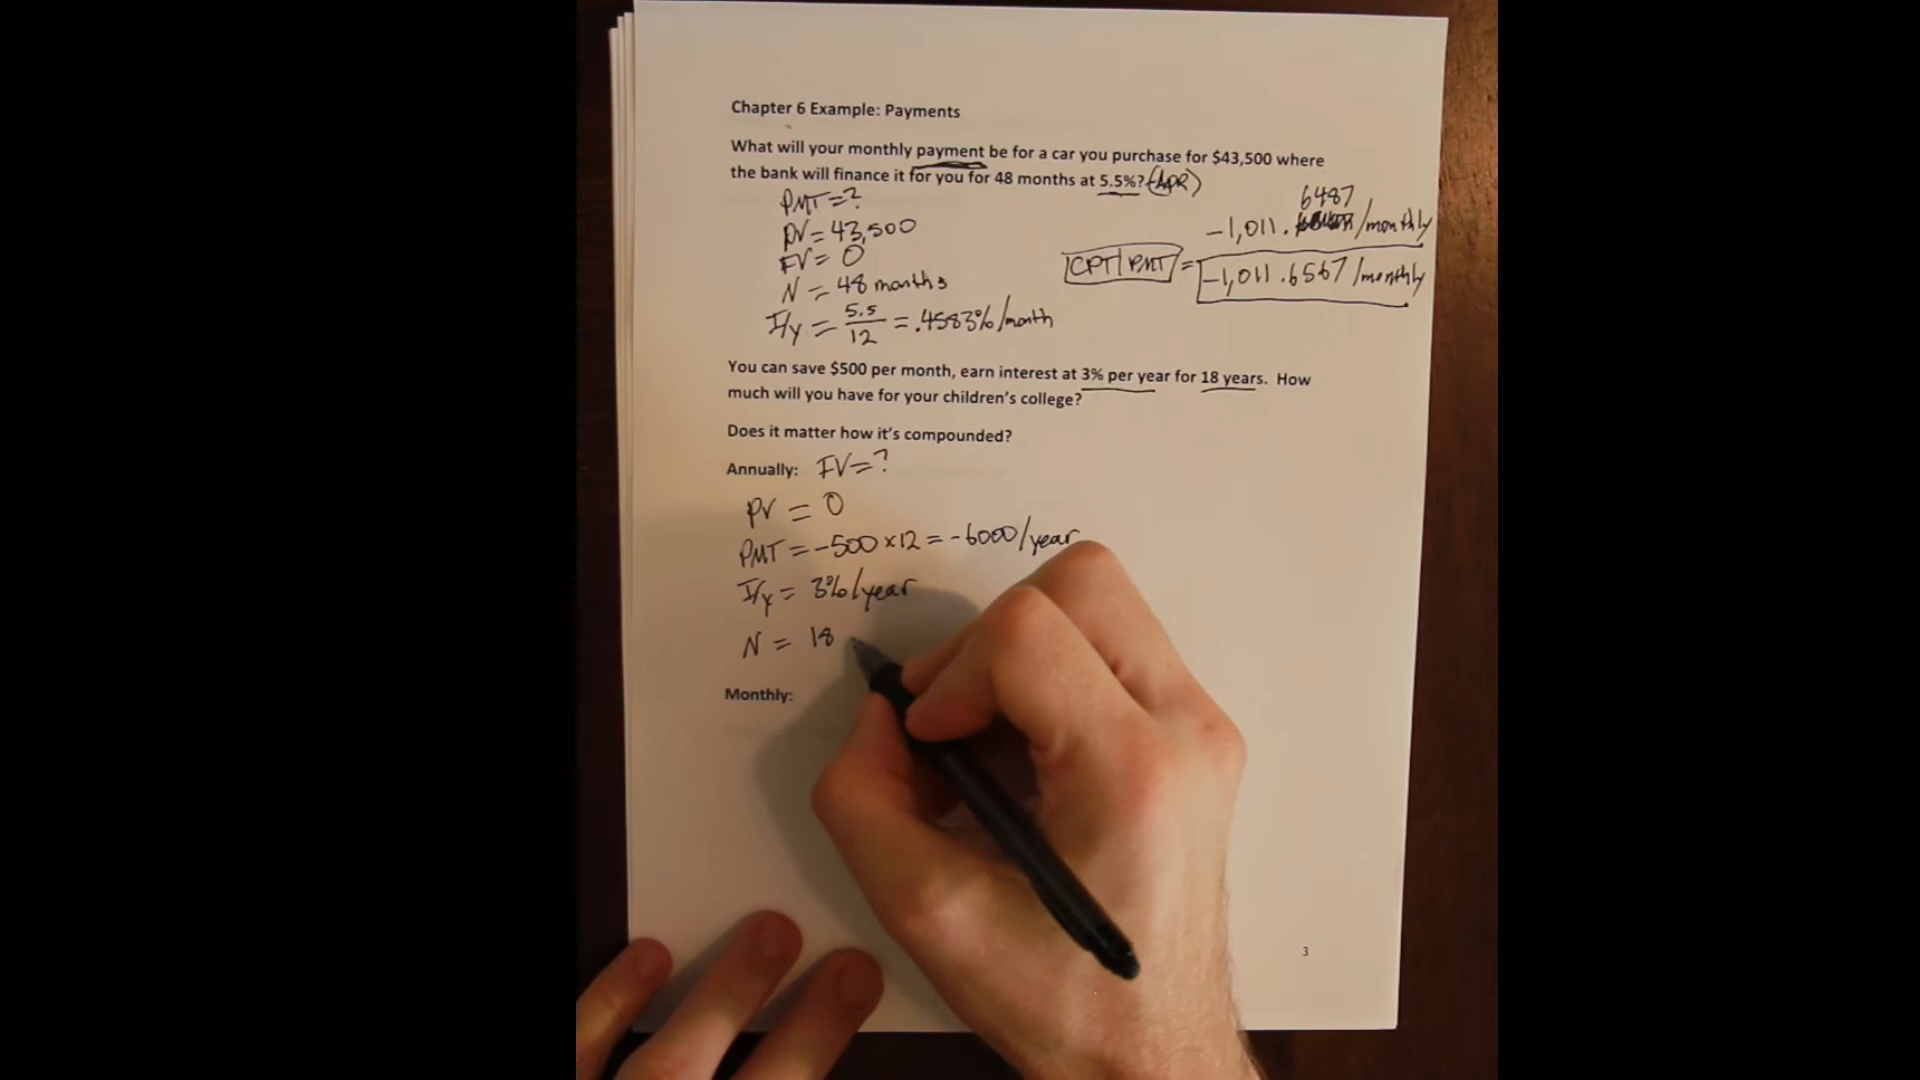 Chapter 6 Example: Payments
What will your monthly payment be for a car you purchase for $43,500 where
the bank will finance it for you for 48 months at 5.5%? (APR)
PMT = ?
PV = 43,500
FV = 0
N = 48 months
I/Y = 5.5/12 = .4583%/month
6487
-1,011. /monthly
CPT PMT = -1,011.6567/monthly
You can save $500 per month, earn interest at 3% per year for 18 years. How
much will you have for your children's college?
Does it matter how it's compounded?
Annually: FV = ?
PV = 0
PMT = -500 x 12 = -6000/year
I/Y = 3%/year
N = 18
Monthly:
3